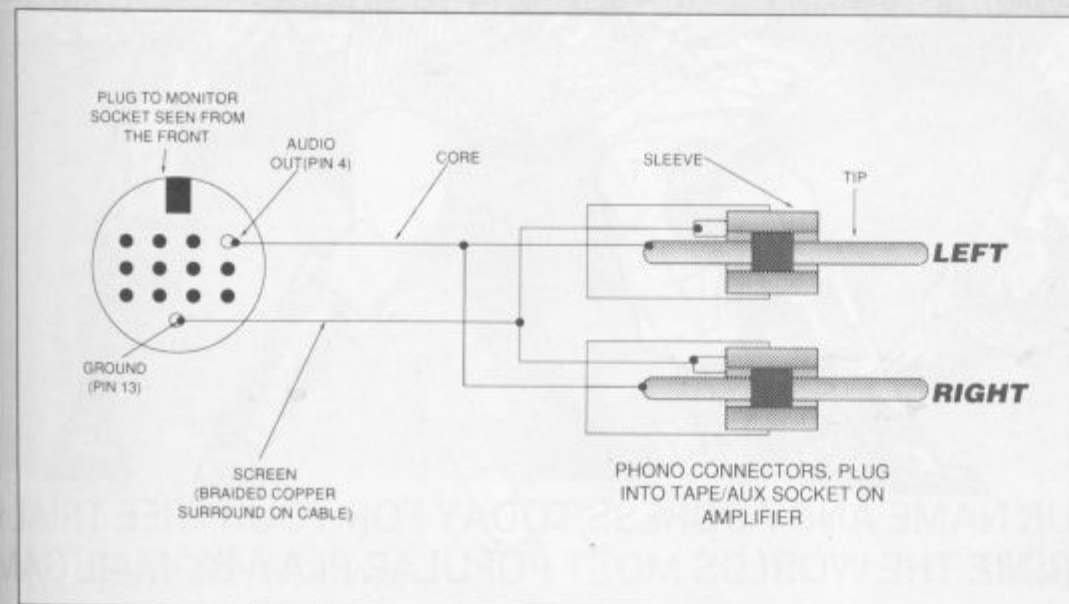 PLUG TO MONITOR
SOCKET SEEN FROM
THE FRONT
AUDIO
OUT(PIN 4)
CORE
SLEEVE
TIP
LEFT
GROUND
(PIN 13)
RIGHT
SCREEN
(BRAIDED COPPER
SURROUND ON CABLE)
PHONO CONNECTORS, PLUG
INTO TAPE/AUX SOCKET ON
AMPLIFIER